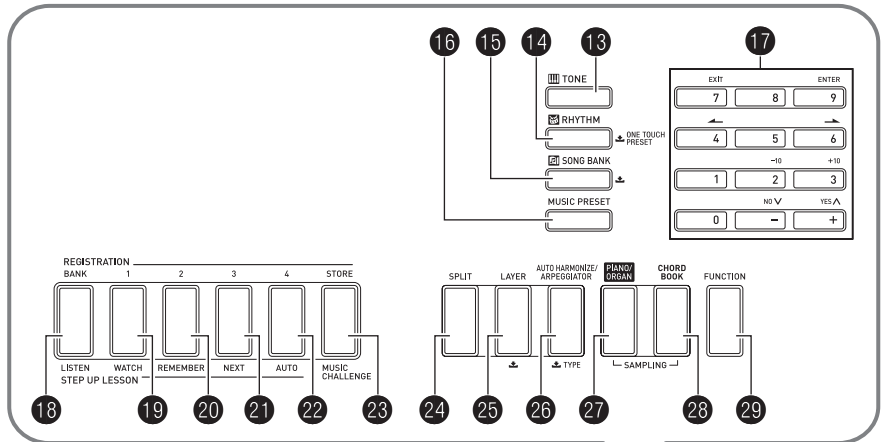 16 15 14 13 17
TONE
EXIT ENTER
7 8 9
RHYTHM
ONE TOUCH
PRESET
4 5 6
SONG BANK
-10 +10
1 2 3
MUSIC PRESET
NO YES
0 - +
REGISTRATION
BANK 1 2 3 4 STORE
LISTEN WATCH REMEMBER NEXT AUTO MUSIC
CHALLENGE
STEP UP LESSON
18 19 20 21 22 23
SPLIT LAYER AUTO HARMONIZE/
ARPEGGIATOR
PIANO/
ORGAN
CHORD
BOOK
FUNCTION
TYPE
SAMPLING
24 25 26 27 28 29